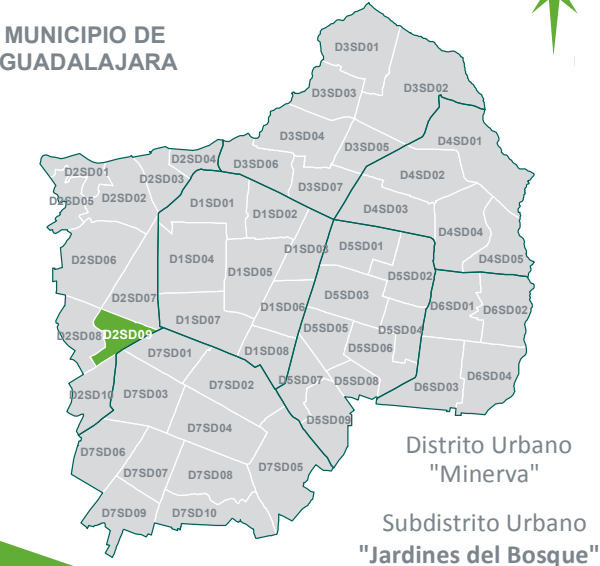 MUNICIPIO DE
GUADALAJARA
D3SD01
D3SD03
D3SD02
D3SD04
D3SD05
D4SD01
D2SD04
D3SD06
D2SD01
D2SD03
D3SD07
D4SD02
D2SD05
D2SD02
D1SD01
D1SD02
D4SD03
D4SD04
D1SD03
D5SD01
D2SD06
D1SD04
D1SD05
D5SD02
D4SD05
D2SD07
D5SD03
D1SD06
D6SD01
D6SD02
D1SD07
D5SD05
D5SD04
D2SD08
D2SD09
D7SD01
D1SD08
D5SD06
D7SD02
D5SD07
D5SD08
D6SD04
D6SD03
D2SD10
D7SD03
D5SD09
D7SD04
D7SD06
D7SD05
D7SD07
D7SD08
D7SD09
D7SD10
Distrito Urbano
"Minerva"
Subdistrito Urbano
"Jardines del Bosque"